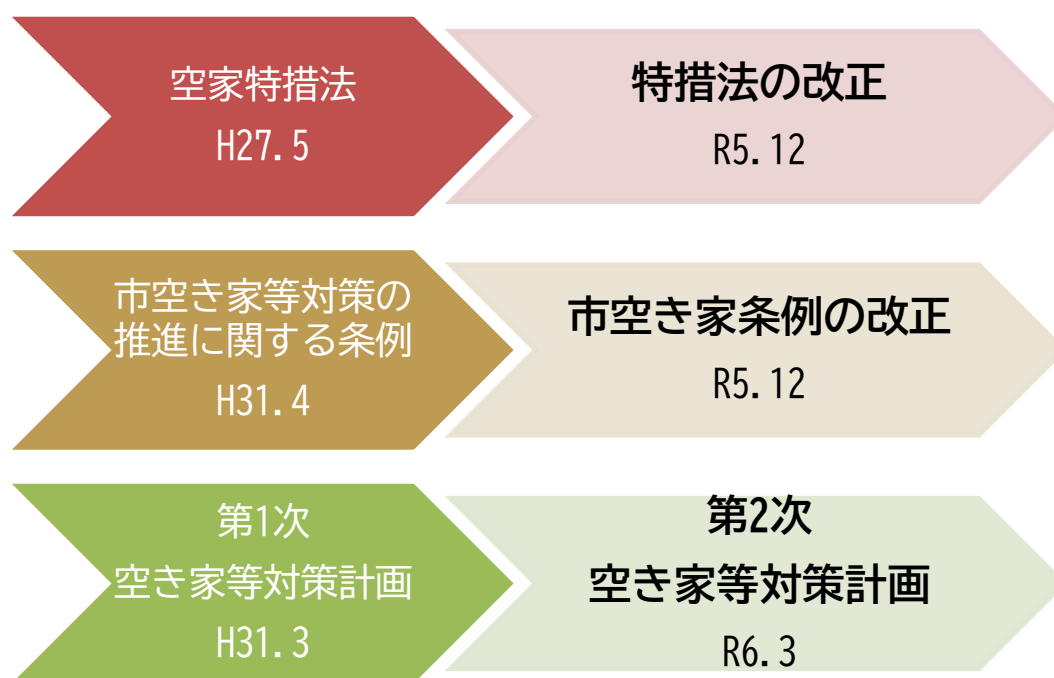 空家特措法
H27.5
特措法の改正
R5.12
市空き家等対策の
推進に関する条例
H31.4
市空き家条例の改正
R5.12
第1次
空き家等対策計画
H31.3
第2次
空き家等対策計画
R6.3